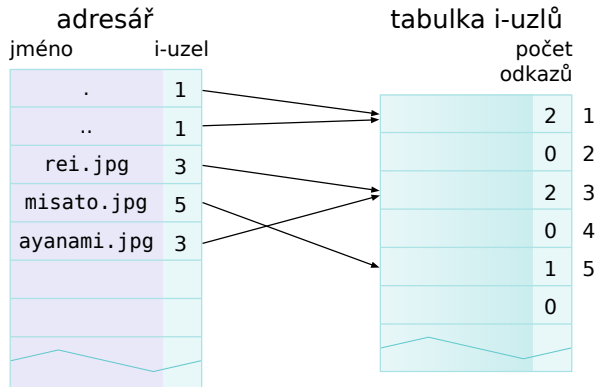 adresář
jméno i-uzel
. 1
.. 1
rei.jpg 3
misato.jpg 5
ayanami.jpg 3
tabulka i-uzlů
počet
odkazů
2 1
0 2
2 3
0 4
1 5
0